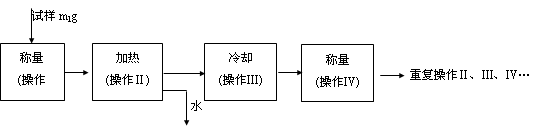 试样 m₁g
称量
(操作
加热
(操作Ⅱ)
冷却
(操作III)
称量
(操作IV)
重复操作Ⅱ、III、IV…
水